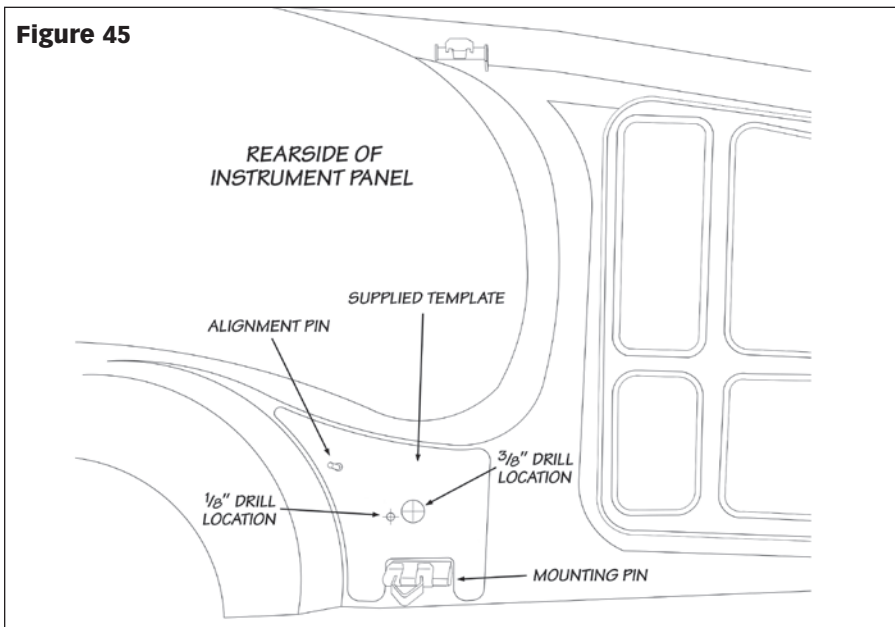 Figure 45
REARSIDE OF
INSTRUMENT PANEL
SUPPLIED TEMPLATE
ALIGNMENT PIN
3/8" DRILL
LOCATION
1/8" DRILL
LOCATION
MOUNTING PIN